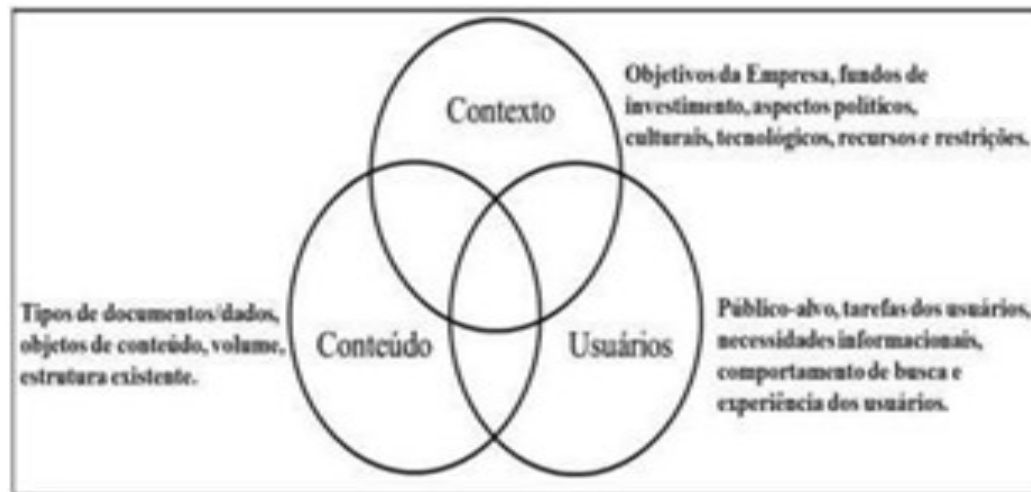 Contexto
Objetivos da Empresa, fundos de
investimento, aspectos políticos,
culturais, tecnológicos, recursos e restrições.
Tipos de documentos/dados,
objetos de conteúdo, volume,
estrutura existente.
Conteúdo
Usuários
Público-alvo, tarefas dos usuários,
necessidades informacionais,
comportamento de busca e
experiência dos usuários.